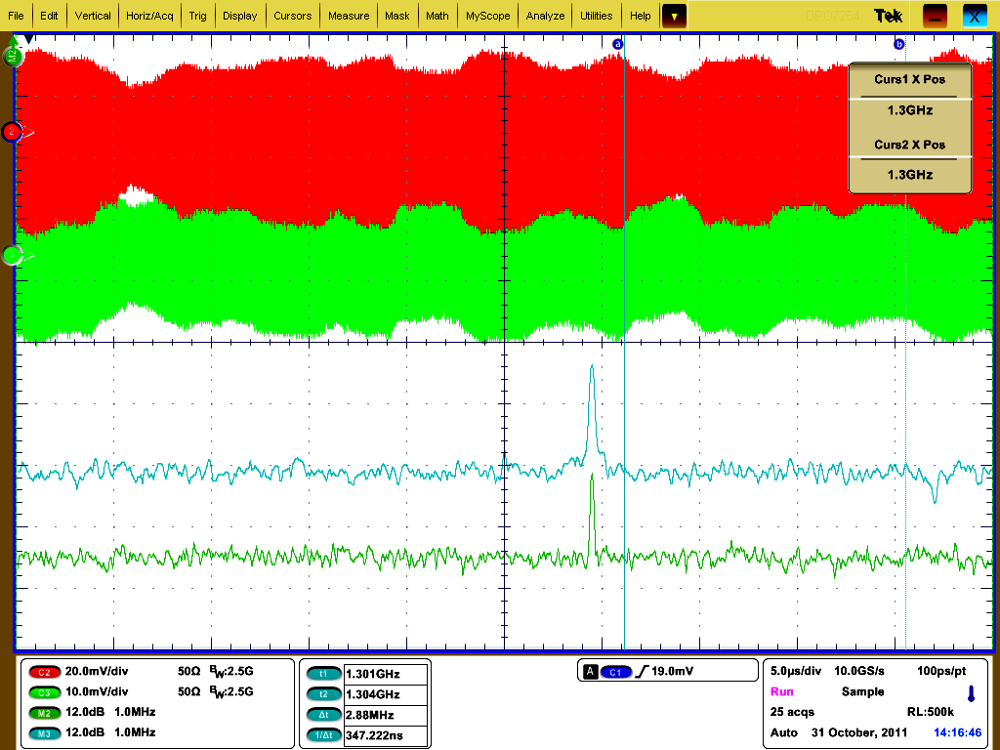 File Edit Vertical Horiz/Acq Trig Display Cursors Measure Mask Math MyScope Analyze Utilities Help ▼ DPO7254 Tek X
M2
a b
Curs1 X Pos
1.3GHz
Curs2 X Pos
1.3GHz
2
C2 20.0mV/div 50Ω BW:2.5G
C3 10.0mV/div 50Ω BW:2.5G
M2 12.0dB 1.0MHz
M3 12.0dB 1.0MHz
t1 1.301GHz
t2 1.304GHz
Δt 2.88MHz
1/Δt 347.222ns
A C1 19.0mV
5.0μs/div 10.0GS/s 100ps/pt
Run Sample
25 acqs RL:500k
Auto 31 October, 2011 14:16:46